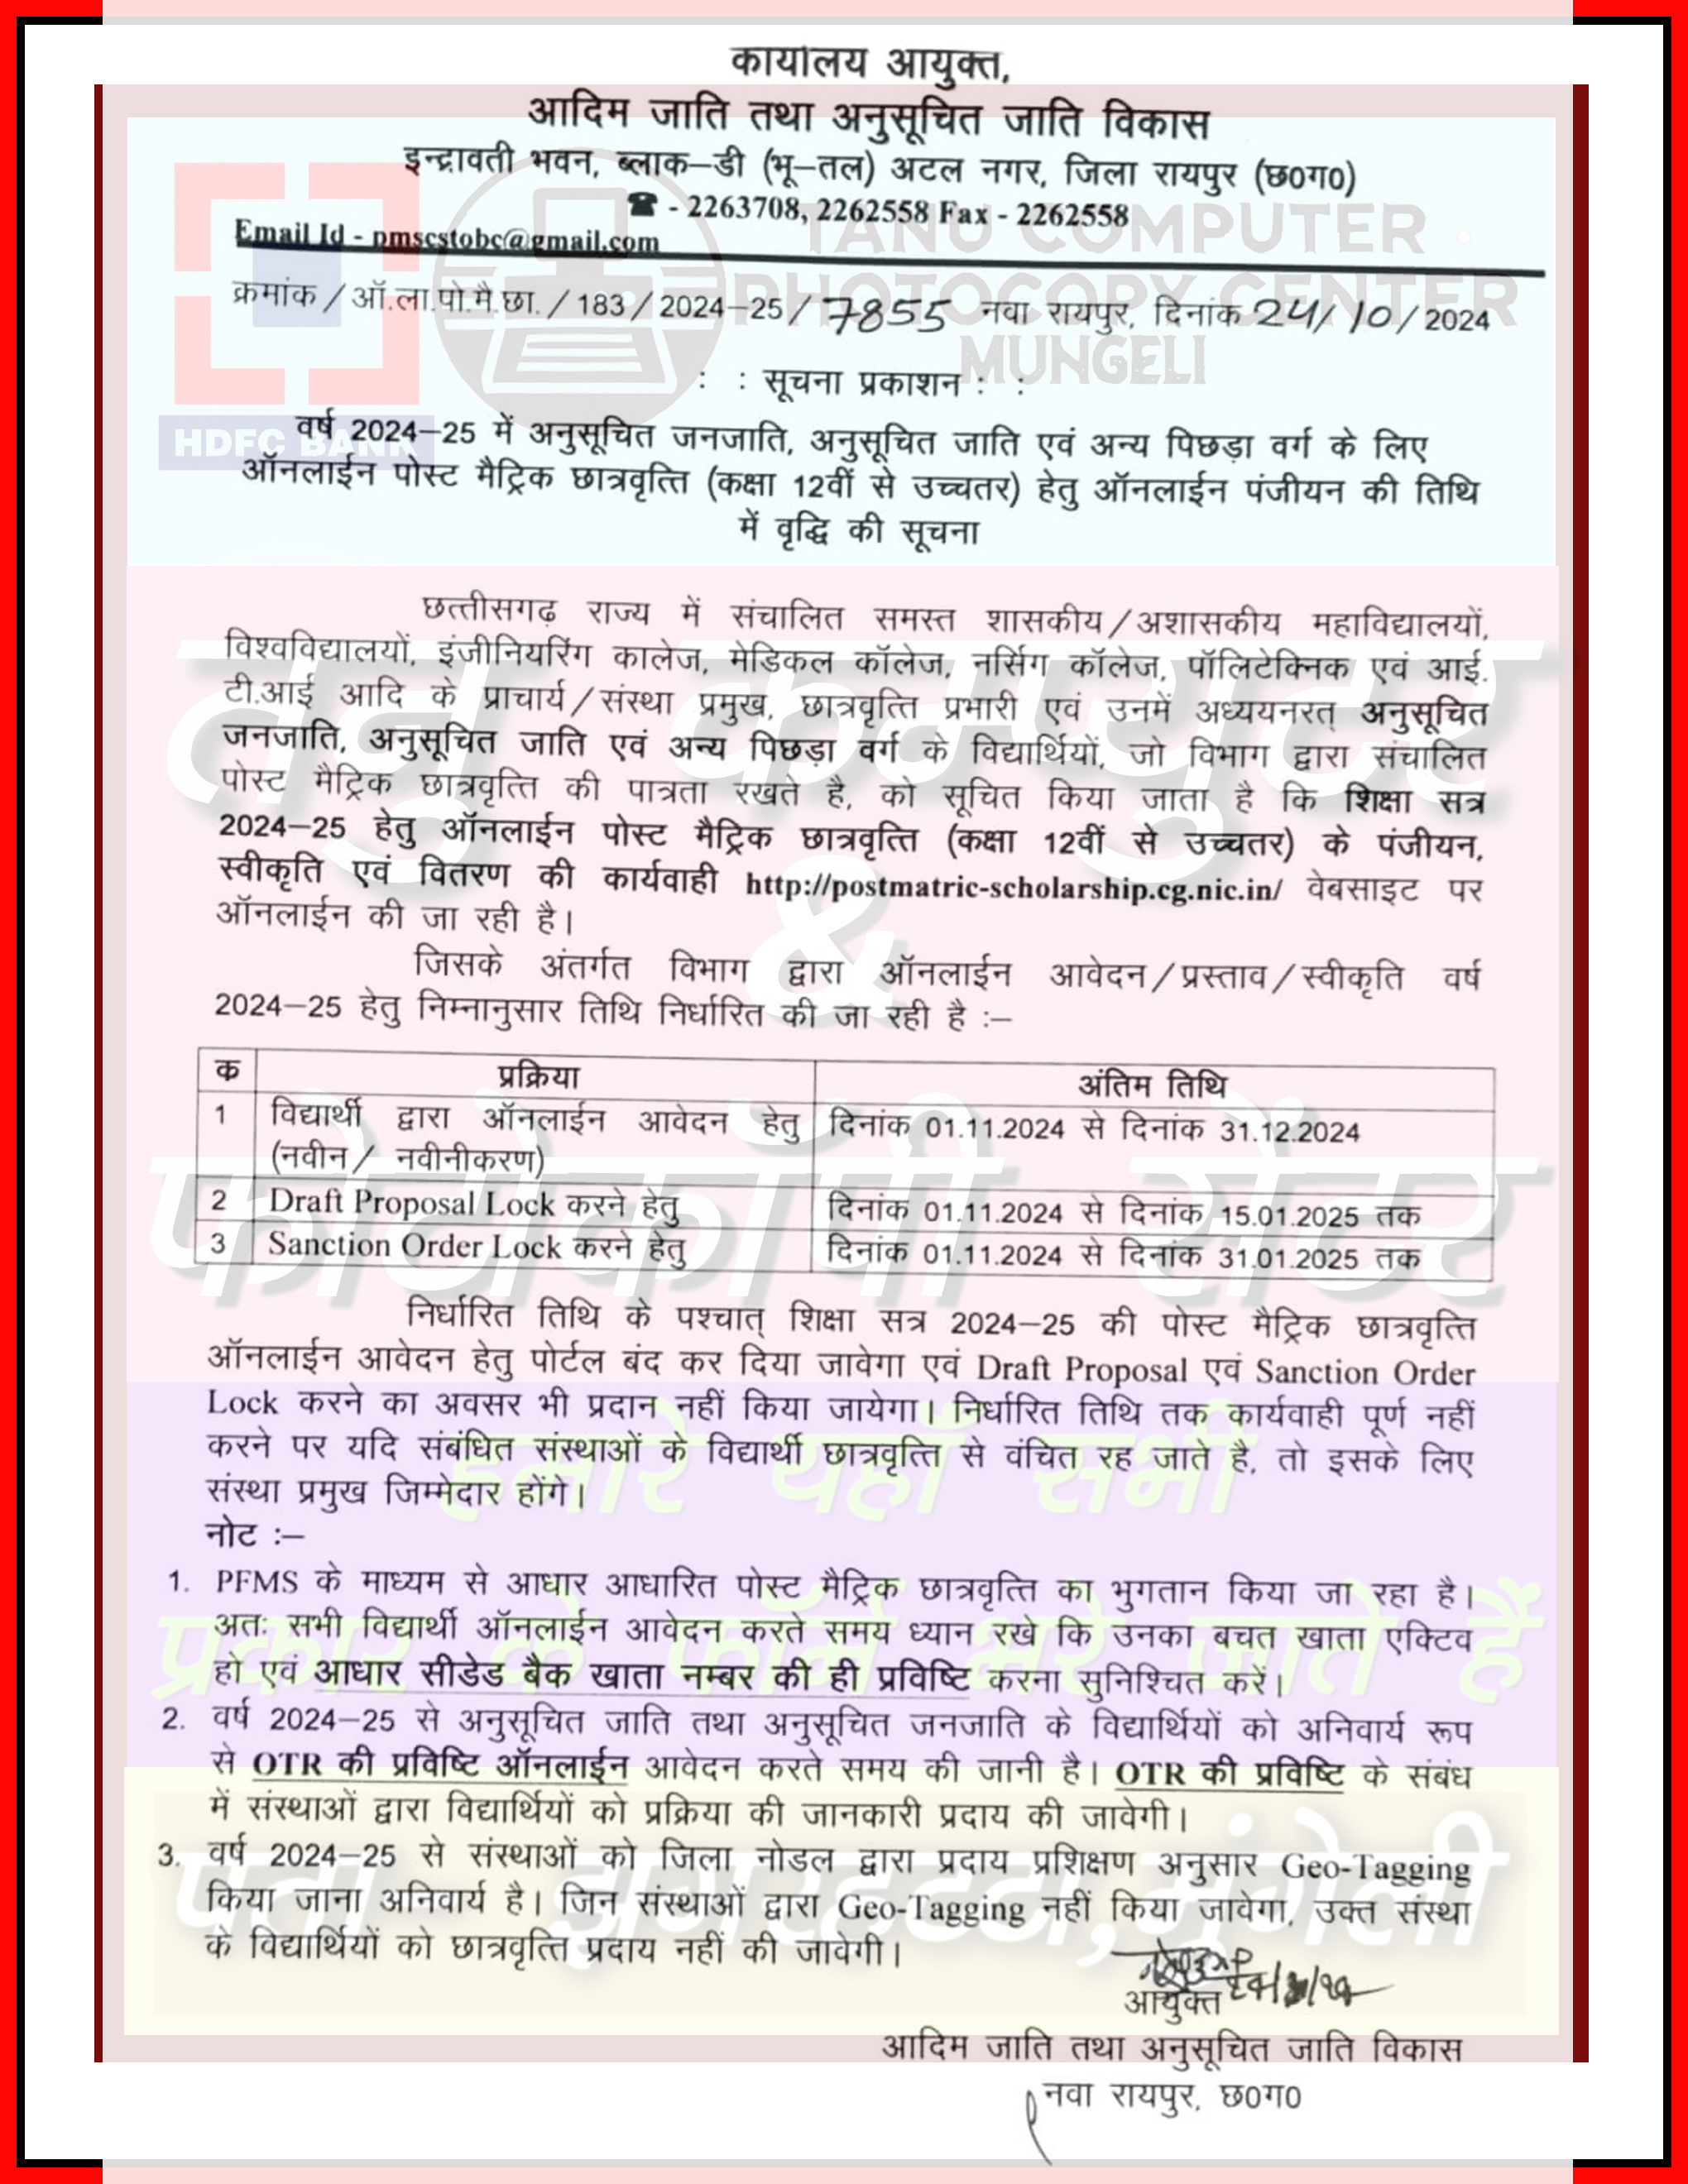 कार्यालय आयुक्त,
आदिम जाति तथा अनुसूचित जाति विकास
इन्द्रावती भवन, ब्लाक–डी (भू–तल) अटल नगर, जिला रायपुर (छ0ग0)
☎ - 2263708, 2262558 Fax - 2262558
Email Id - pmscstobc@gmail.com
TANU COMPUTER
PHOTOCOPY CENTER
MUNGELI
HDFC BANK
क्रमांक / ऑ.ला.पो.मै.छा. / 183 / 2024–25 / 7855 नवा रायपुर, दिनांक 24/10/2024
: : सूचना प्रकाशन : :
वर्ष 2024–25 में अनुसूचित जनजाति, अनुसूचित जाति एवं अन्य पिछड़ा वर्ग के लिए
ऑनलाईन पोस्ट मैट्रिक छात्रवृत्ति (कक्षा 12वीं से उच्चतर) हेतु ऑनलाईन पंजीयन की तिथि
में वृद्धि की सूचना
छत्तीसगढ़ राज्य में संचालित समस्त शासकीय/अशासकीय महाविद्यालयों,
विश्वविद्यालयों, इंजीनियरिंग कालेज, मेडिकल कॉलेज, नर्सिग कॉलेज, पॉलिटेक्निक एवं आई.
टी.आई आदि के प्राचार्य/संस्था प्रमुख, छात्रवृत्ति प्रभारी एवं उनमें अध्ययनरत् अनुसूचित
जनजाति, अनुसूचित जाति एवं अन्य पिछड़ा वर्ग के विद्यार्थियों, जो विभाग द्वारा संचालित
पोस्ट मैट्रिक छात्रवृत्ति की पात्रता रखते है, को सूचित किया जाता है कि शिक्षा सत्र
2024–25 हेतु ऑनलाईन पोस्ट मैट्रिक छात्रवृत्ति (कक्षा 12वीं से उच्चतर) के पंजीयन,
स्वीकृति एवं वितरण की कार्यवाही http://postmatric-scholarship.cg.nic.in/ वेबसाइट पर
ऑनलाईन की जा रही है।
जिसके अंतर्गत विभाग द्वारा ऑनलाईन आवेदन/प्रस्ताव/स्वीकृति वर्ष
2024–25 हेतु निम्नानुसार तिथि निर्धारित की जा रही है :–
क प्रक्रिया अंतिम तिथि
1 विद्यार्थी द्वारा ऑनलाईन आवेदन हेतु दिनांक 01.11.2024 से दिनांक 31.12.2024
(नवीन/ नवीनीकरण)
2 Draft Proposal Lock करने हेतु दिनांक 01.11.2024 से दिनांक 15.01.2025 तक
3 Sanction Order Lock करने हेतु दिनांक 01.11.2024 से दिनांक 31.01.2025 तक
निर्धारित तिथि के पश्चात् शिक्षा सत्र 2024–25 की पोस्ट मैट्रिक छात्रवृत्ति
ऑनलाईन आवेदन हेतु पोर्टल बंद कर दिया जावेगा एवं Draft Proposal एवं Sanction Order
Lock करने का अवसर भी प्रदान नहीं किया जायेगा। निर्धारित तिथि तक कार्यवाही पूर्ण नहीं
करने पर यदि संबंधित संस्थाओं के विद्यार्थी छात्रवृत्ति से वंचित रह जाते है, तो इसके लिए
संस्था प्रमुख जिम्मेदार होंगे।
नोट :–
1. PFMS के माध्यम से आधार आधारित पोस्ट मैट्रिक छात्रवृत्ति का भुगतान किया जा रहा है।
अतः सभी विद्यार्थी ऑनलाईन आवेदन करते समय ध्यान रखे कि उनका बचत खाता एक्टिव
हो एवं आधार सीडेड बैक खाता नम्बर की ही प्रविष्टि करना सुनिश्चित करें।
2. वर्ष 2024–25 से अनुसूचित जाति तथा अनुसूचित जनजाति के विद्यार्थियों को अनिवार्य रूप
से OTR की प्रविष्टि ऑनलाईन आवेदन करते समय की जानी है। OTR की प्रविष्टि के संबंध
में संस्थाओं द्वारा विद्यार्थियों को प्रक्रिया की जानकारी प्रदाय की जावेगी।
3. वर्ष 2024–25 से संस्थाओं को जिला नोडल द्वारा प्रदाय प्रशिक्षण अनुसार Geo-Tagging
किया जाना अनिवार्य है। जिन संस्थाओं द्वारा Geo-Tagging नहीं किया जावेगा, उक्त संस्था
के विद्यार्थियों को छात्रवृत्ति प्रदाय नहीं की जावेगी।
आयुक्त
आदिम जाति तथा अनुसूचित जाति विकास
नवा रायपुर, छ0ग0
तनु कम्प्युटर
&
फोटोकॉपी सेंटर
हमारे यहाँ सभी
प्रकार के फॉर्म भरे जाते हैं
पता - झगरहट्टा, मुंगेली